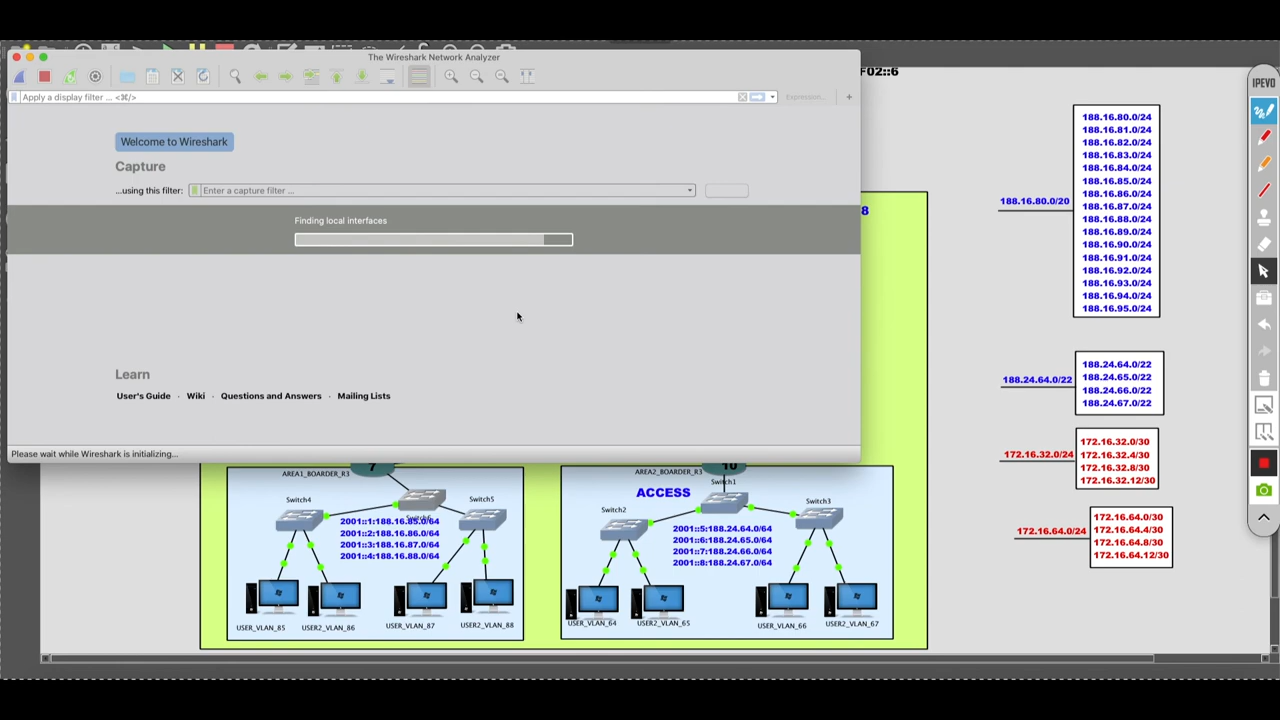 The Wireshark Network Analyzer
F02::6
IPEVO
Apply a display filter ... <⌘/>
Expression...
+
Welcome to Wireshark
Capture
...using this filter:
Enter a capture filter ...
Finding local interfaces
8
Learn
User's Guide · Wiki · Questions and Answers · Mailing Lists
Please wait while Wireshark is initializing...
188.16.80.0/20
188.16.80.0/24
188.16.81.0/24
188.16.82.0/24
188.16.83.0/24
188.16.84.0/24
188.16.85.0/24
188.16.86.0/24
188.16.87.0/24
188.16.88.0/24
188.16.89.0/24
188.16.90.0/24
188.16.91.0/24
188.16.92.0/24
188.16.93.0/24
188.16.94.0/24
188.16.95.0/24
188.24.64.0/22
188.24.64.0/22
188.24.65.0/22
188.24.66.0/22
188.24.67.0/22
172.16.32.0/24
172.16.32.0/30
172.16.32.4/30
172.16.32.8/30
172.16.32.12/30
172.16.64.0/24
172.16.64.0/30
172.16.64.4/30
172.16.64.8/30
172.16.64.12/30
AREA1_BOARDER_R3
7
Switch4
Switch5
2001::1:188.16.85.0/64
2001::2:188.16.86.0/64
2001::3:188.16.87.0/64
2001::4:188.16.88.0/64
USER_VLAN_85
USER2_VLAN_86
USER_VLAN_87
USER2_VLAN_88
AREA2_BOARDER_R3
10
ACCESS
Switch1
Switch2
Switch3
2001::5:188.24.64.0/64
2001::6:188.24.65.0/64
2001::7:188.24.66.0/64
2001::8:188.24.67.0/64
USER_VLAN_64
USER2_VLAN_65
USER_VLAN_66
USER2_VLAN_67